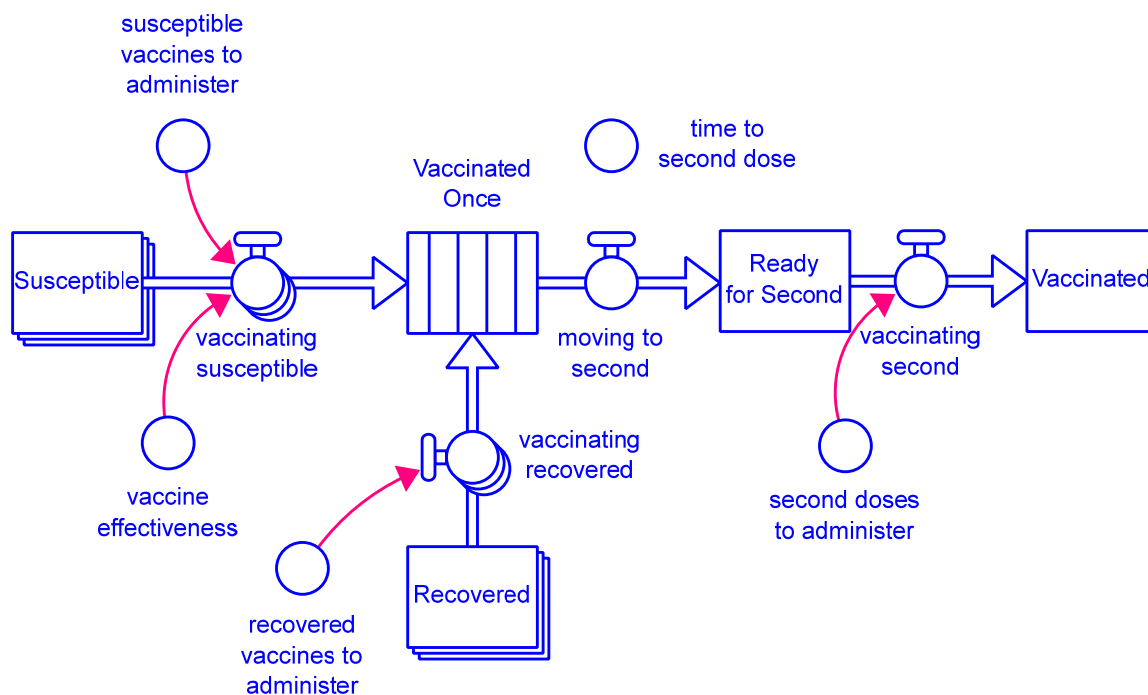 susceptible
vaccines to
administer
time to
second dose
Vaccinated
Once
Susceptible
Ready
for Second
Vaccinated
vaccinating
susceptible
moving to
second
vaccinating
second
vaccinating
recovered
vaccine
effectiveness
second doses
to administer
Recovered
recovered
vaccines to
administer